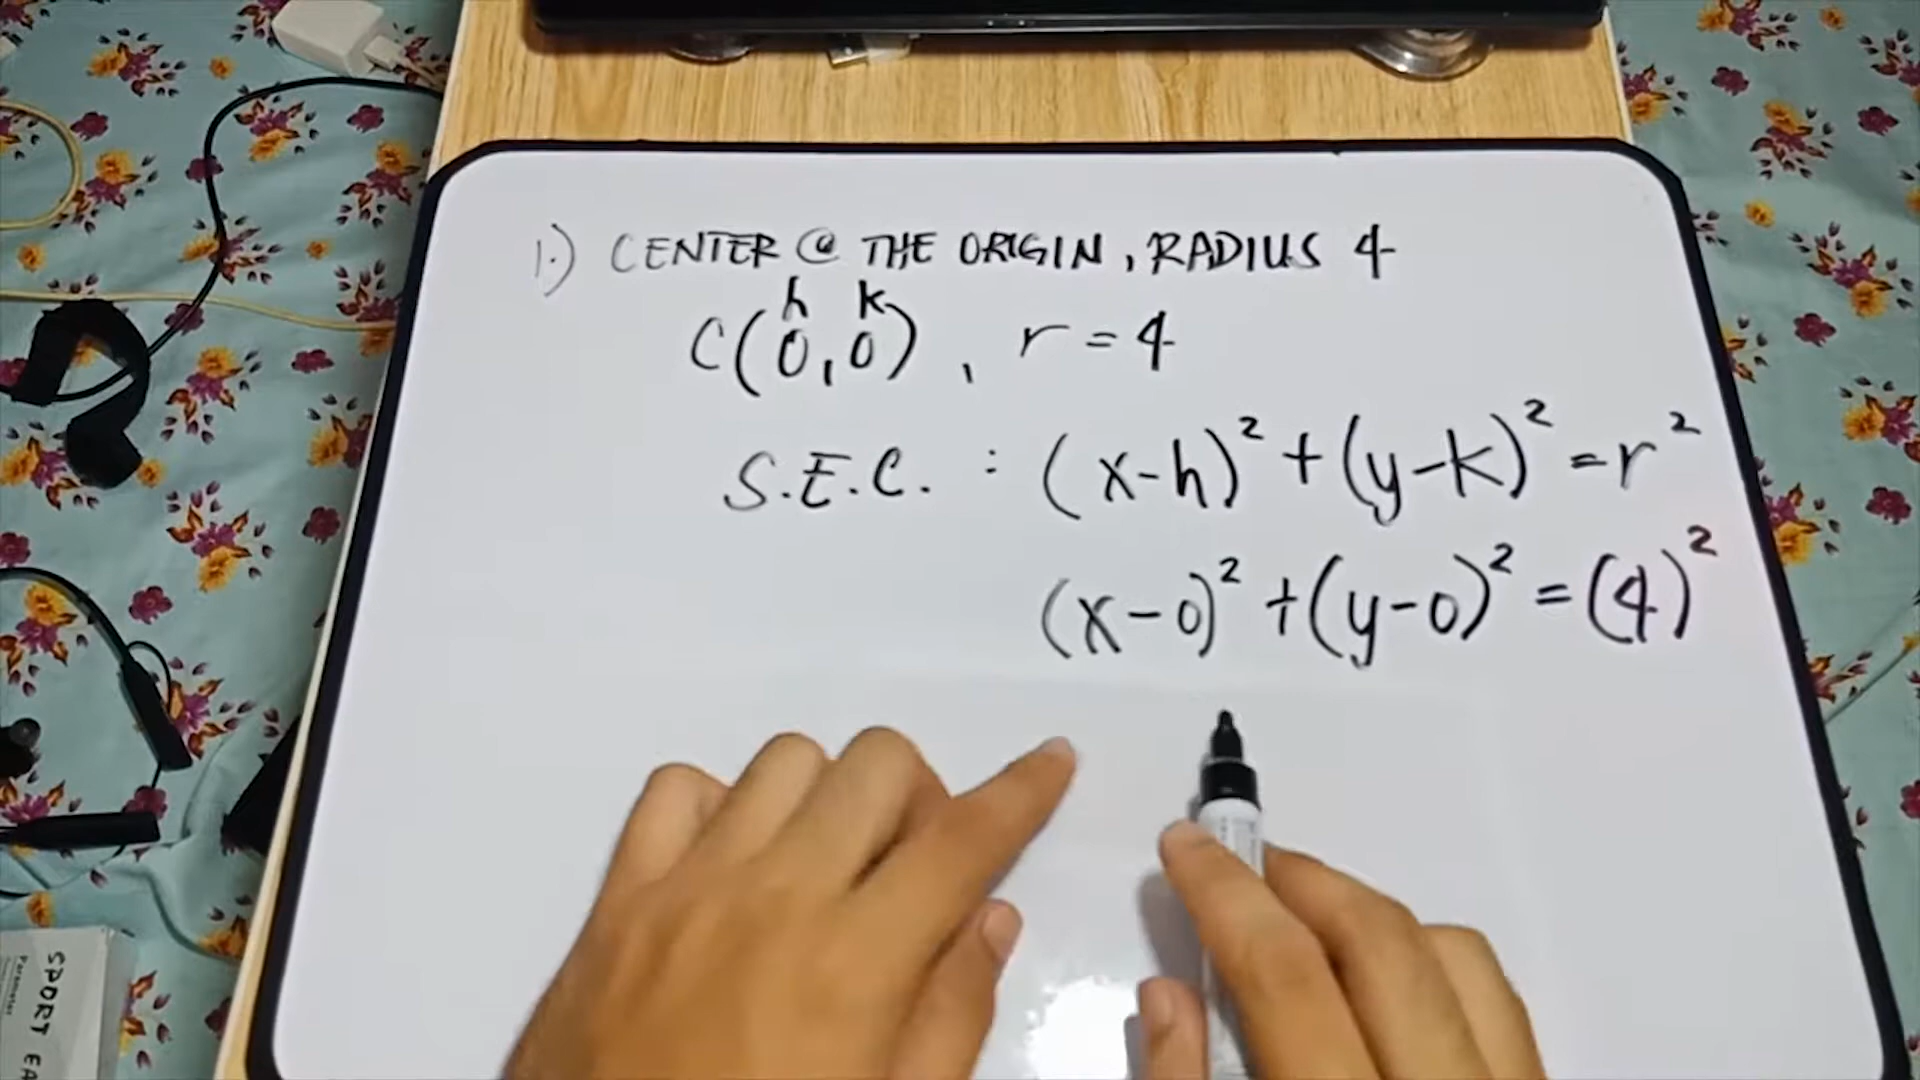 1.) CENTER @ THE ORIGIN, RADIUS 4
h k
C(0,0), r = 4
S.E.C. : (x-h)² + (y-k)² = r²
(x-0)² + (y-0)² = (4)²
SPORT EA